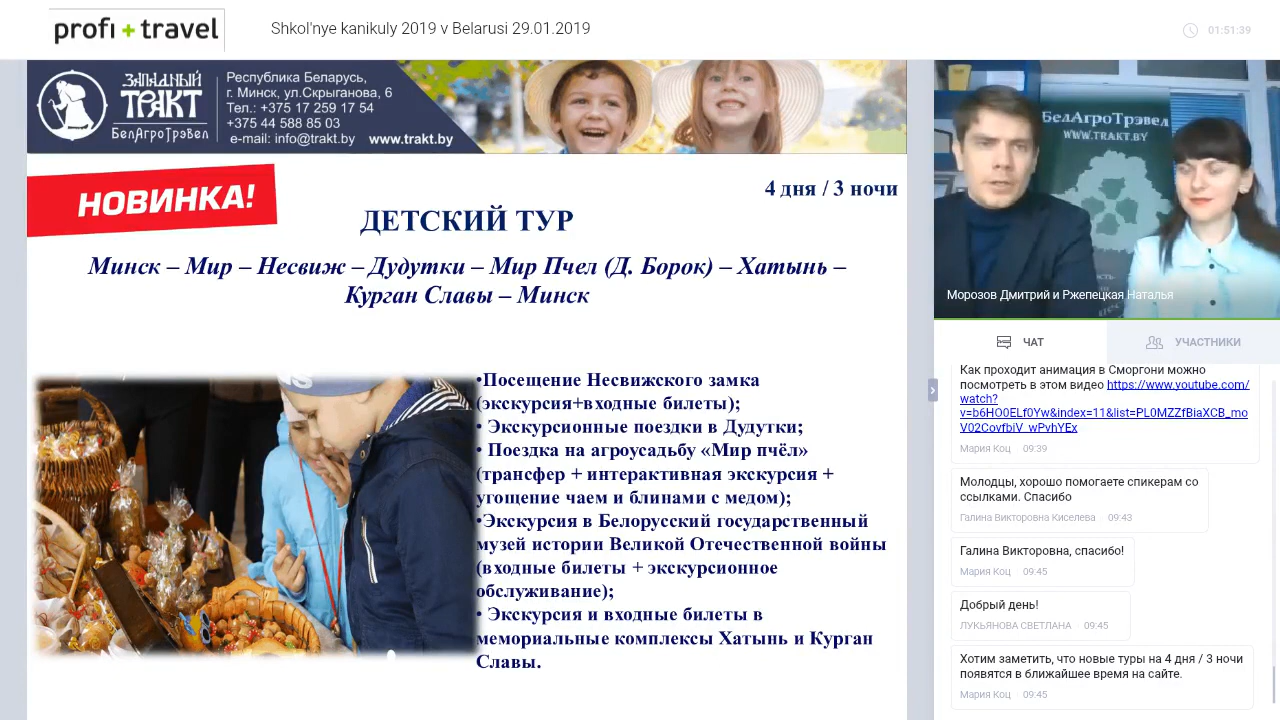 profi + travel
Shkol'nye kanikuly 2019 v Belarusi 29.01.2019
01:51:39
ЗАПАДНЫЙ
ТРАКТ
БелАгроТрэвел
Республика Беларусь,
г. Минск, ул.Скрыганова, 6
Тел.: +375 17 259 17 54
+375 44 588 85 03
e-mail: info@trakt.by www.trakt.by
НОВИНКА!
4 дня / 3 ночи
ДЕТСКИЙ ТУР
Минск – Мир – Несвиж – Дудутки – Мир Пчел (Д. Борок) – Хатынь –
Курган Славы – Минск
•Посещение Несвижского замка
(экскурсия+входные билеты);
• Экскурсионные поездки в Дудутки;
• Поездка на агроусадьбу «Мир пчёл»
(трансфер + интерактивная экскурсия +
угощение чаем и блинами с медом);
•Экскурсия в Белорусский государственный
музей истории Великой Отечественной войны
(входные билеты + экскурсионное
обслуживание);
• Экскурсия и входные билеты в
мемориальные комплексы Хатынь и Курган
Славы.
БелАгроТрэвел
WWW.TRAKT.BY
Морозов Дмитрий и Ржепецкая Наталья
ЧАТ
УЧАСТНИКИ
Как проходит анимация в Сморгони можно
посмотреть в этом видео https://www.youtube.com/
watch?
v=b6HO0ELf0Yw&index=11&list=PL0MZZfBiaXCB_mo
V02CovfbiV_wPvhYEx
Мария Коц 09:39
Молодцы, хорошо помогаете спикерам со
ссылками. Спасибо
Галина Викторовна Киселева 09:43
Галина Викторовна, спасибо!
Мария Коц 09:45
Добрый день!
ЛУКЬЯНОВА СВЕТЛАНА 09:45
Хотим заметить, что новые туры на 4 дня / 3 ночи
появятся в ближайшее время на сайте.
Мария Коц 09:45